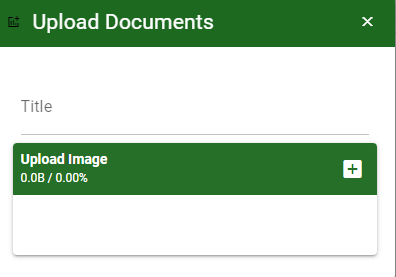 Upload Documents
Title
Upload Image
0.0B / 0.00%